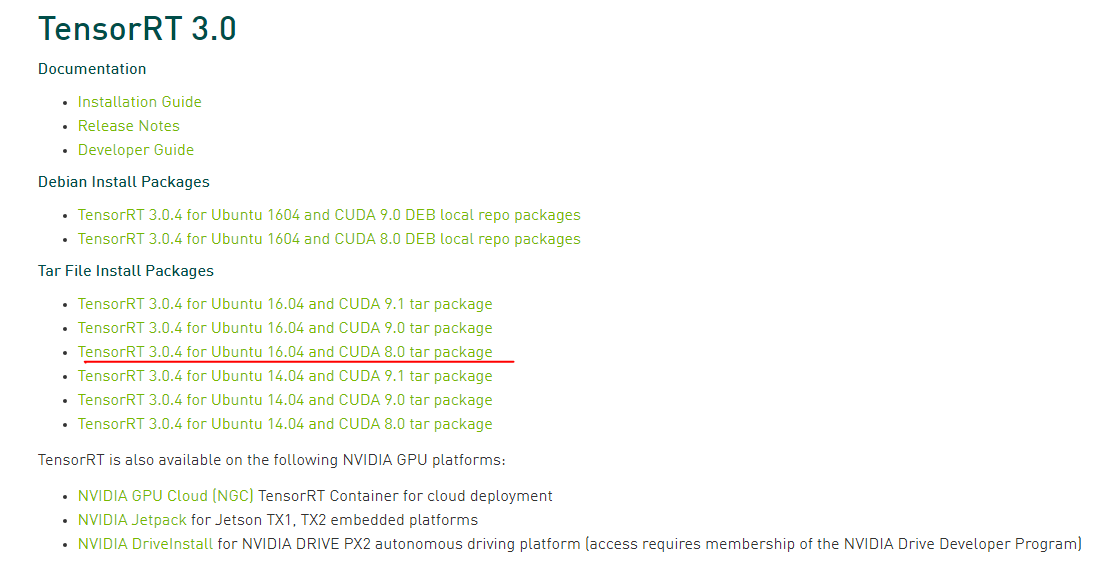 TensorRT 3.0
Documentation
Installation Guide
Release Notes
Developer Guide
Debian Install Packages
TensorRT 3.0.4 for Ubuntu 1604 and CUDA 9.0 DEB local repo packages
TensorRT 3.0.4 for Ubuntu 1604 and CUDA 8.0 DEB local repo packages
Tar File Install Packages
TensorRT 3.0.4 for Ubuntu 16.04 and CUDA 9.1 tar package
TensorRT 3.0.4 for Ubuntu 16.04 and CUDA 9.0 tar package
TensorRT 3.0.4 for Ubuntu 16.04 and CUDA 8.0 tar package
TensorRT 3.0.4 for Ubuntu 14.04 and CUDA 9.1 tar package
TensorRT 3.0.4 for Ubuntu 14.04 and CUDA 9.0 tar package
TensorRT 3.0.4 for Ubuntu 14.04 and CUDA 8.0 tar package
TensorRT is also available on the following NVIDIA GPU platforms:
NVIDIA GPU Cloud (NGC) TensorRT Container for cloud deployment
NVIDIA Jetpack for Jetson TX1, TX2 embedded platforms
NVIDIA DriveInstall for NVIDIA DRIVE PX2 autonomous driving platform (access requires membership of the NVIDIA Drive Developer Program)